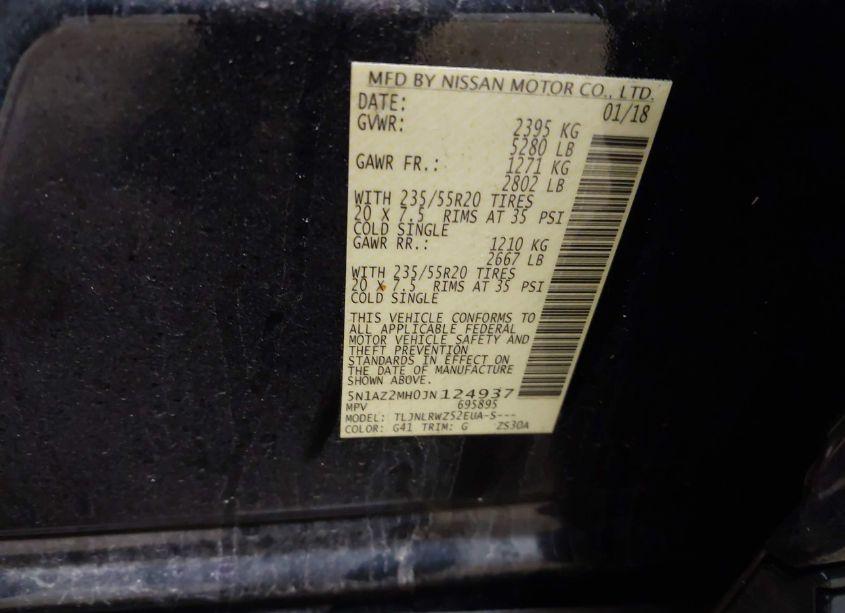 MFD BY NISSAN MOTOR CO., LTD.
DATE: 01/18
GVWR: 2395 KG
5280 LB
GAWR FR.: 1271 KG
2802 LB
WITH 235/55R20 TIRES
20 X 7.5 RIMS AT 35 PSI
COLD SINGLE
GAWR RR.: 1210 KG
2667 LB
WITH 235/55R20 TIRES
20 X 7.5 RIMS AT 35 PSI
COLD SINGLE
THIS VEHICLE CONFORMS TO
ALL APPLICABLE FEDERAL
MOTOR VEHICLE SAFETY AND
THEFT PREVENTION
STANDARDS IN EFFECT ON
THE DATE OF MANUFACTURE
SHOWN ABOVE.
5N1AZ2MH0JN124937
MPV 695895
MODEL: TLJNLRWZ52EUA-S---
COLOR: G41 TRIM: G ZS30A